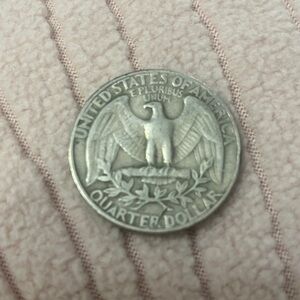 UNITED STATES OF AMERICA
E PLURIBUS
UNUM
QUARTER DOLLAR